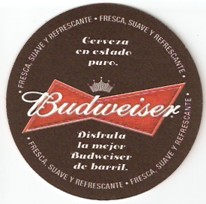 • FRESCA, SUAVE Y REFRESCANTE • FRESCA, SUAVE Y REFRESCANTE •
Cerveza
en estado
puro.
Budweiser
Disfruta
la mejor
Budweiser
de barril.
• FRESCA, SUAVE Y REFRESCANTE • FRESCA, SUAVE Y REFRESCANTE •